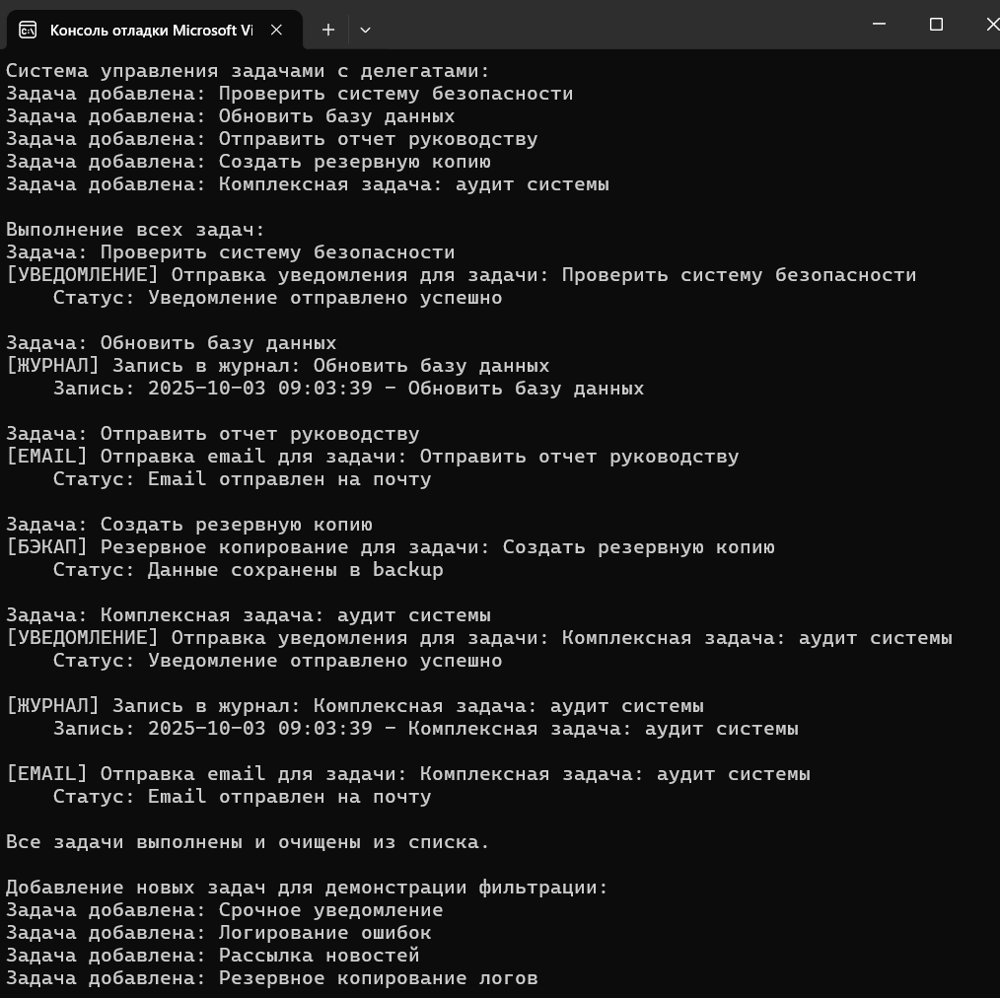 Консоль отладки Microsoft Vi
Система управления задачами с делегатами:
Задача добавлена: Проверить систему безопасности
Задача добавлена: Обновить базу данных
Задача добавлена: Отправить отчет руководству
Задача добавлена: Создать резервную копию
Задача добавлена: Комплексная задача: аудит системы

Выполнение всех задач:
Задача: Проверить систему безопасности
[УВЕДОМЛЕНИЕ] Отправка уведомления для задачи: Проверить систему безопасности
    Статус: Уведомление отправлено успешно

Задача: Обновить базу данных
[ЖУРНАЛ] Запись в журнал: Обновить базу данных
    Запись: 2025-10-03 09:03:39 - Обновить базу данных

Задача: Отправить отчет руководству
[EMAIL] Отправка email для задачи: Отправить отчет руководству
    Статус: Email отправлен на почту

Задача: Создать резервную копию
[БЭКАП] Резервное копирование для задачи: Создать резервную копию
    Статус: Данные сохранены в backup

Задача: Комплексная задача: аудит системы
[УВЕДОМЛЕНИЕ] Отправка уведомления для задачи: Комплексная задача: аудит системы
    Статус: Уведомление отправлено успешно

[ЖУРНАЛ] Запись в журнал: Комплексная задача: аудит системы
    Запись: 2025-10-03 09:03:39 - Комплексная задача: аудит системы

[EMAIL] Отправка email для задачи: Комплексная задача: аудит системы
    Статус: Email отправлен на почту

Все задачи выполнены и очищены из списка.

Добавление новых задач для демонстрации фильтрации:
Задача добавлена: Срочное уведомление
Задача добавлена: Логирование ошибок
Задача добавлена: Рассылка новостей
Задача добавлена: Резервное копирование логов